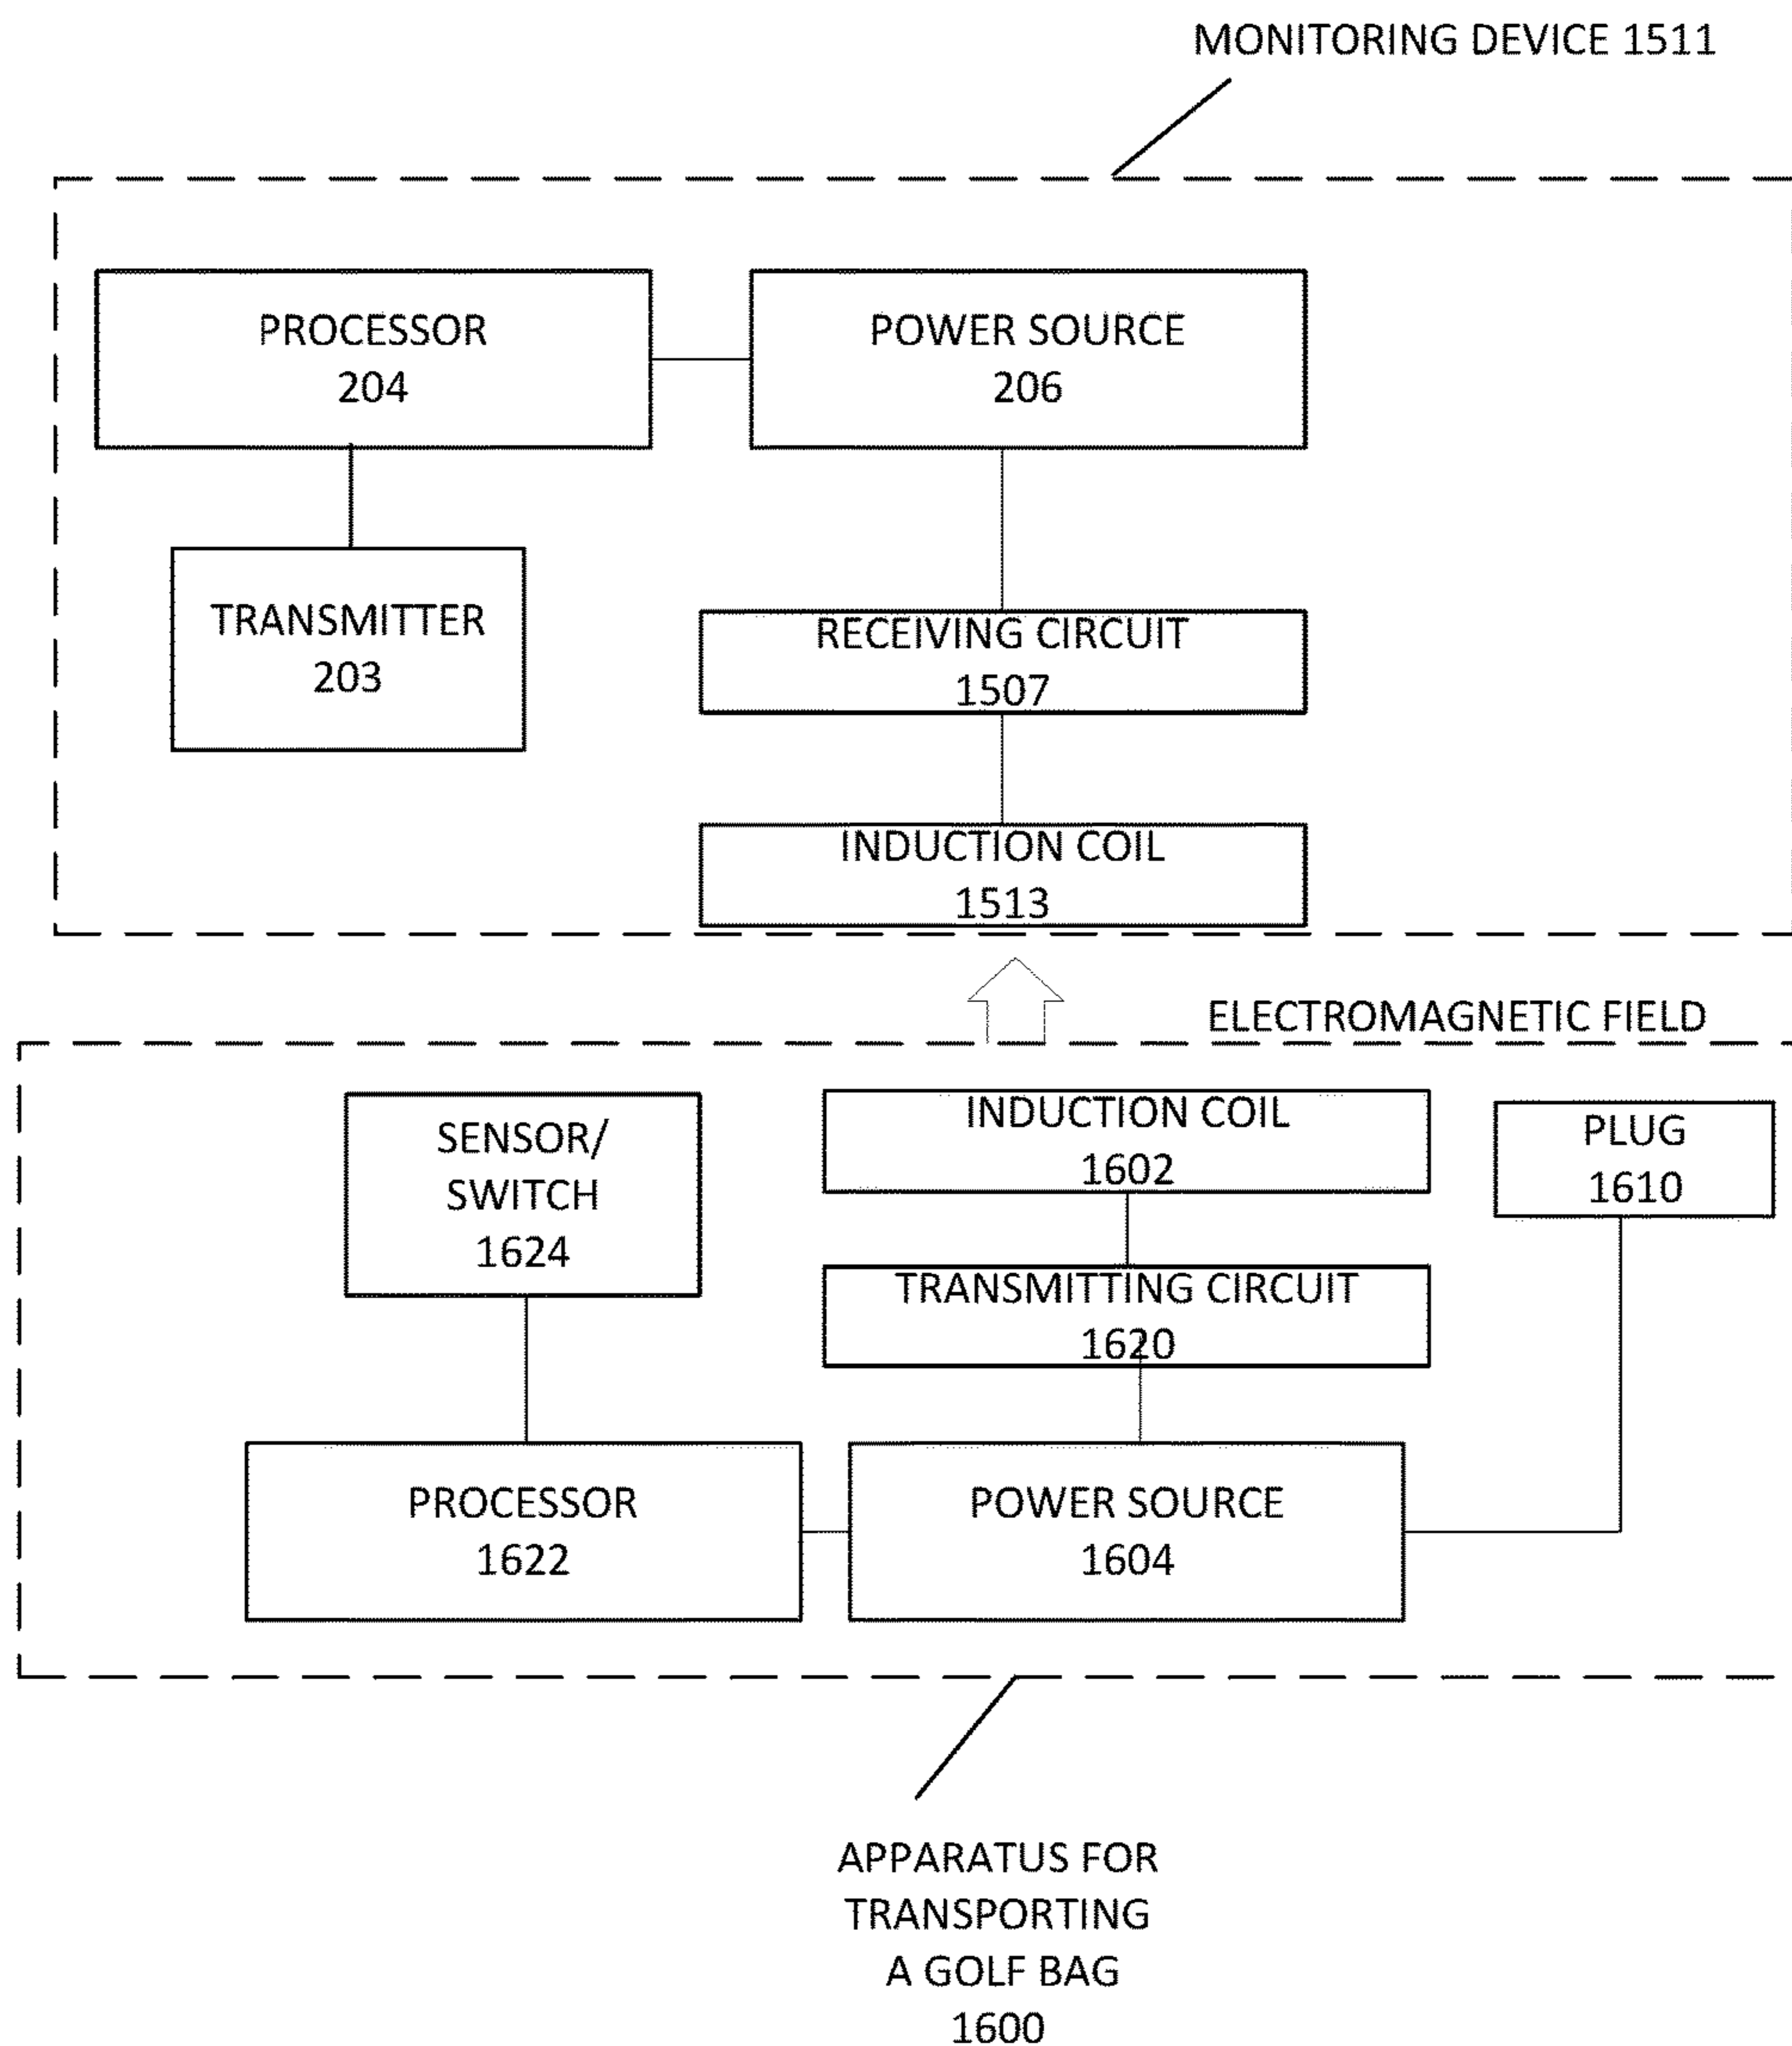 MONITORING DEVICE 1511
PROCESSOR
204
POWER SOURCE
206
TRANSMITTER
203
RECEIVING CIRCUIT
1507
INDUCTION COIL
1513
ELECTROMAGNETIC FIELD
SENSOR/
SWITCH
1624
INDUCTION COIL
1602
PLUG
1610
TRANSMITTING CIRCUIT
1620
PROCESSOR
1622
POWER SOURCE
1604
APPARATUS FOR
TRANSPORTING
A GOLF BAG
1600